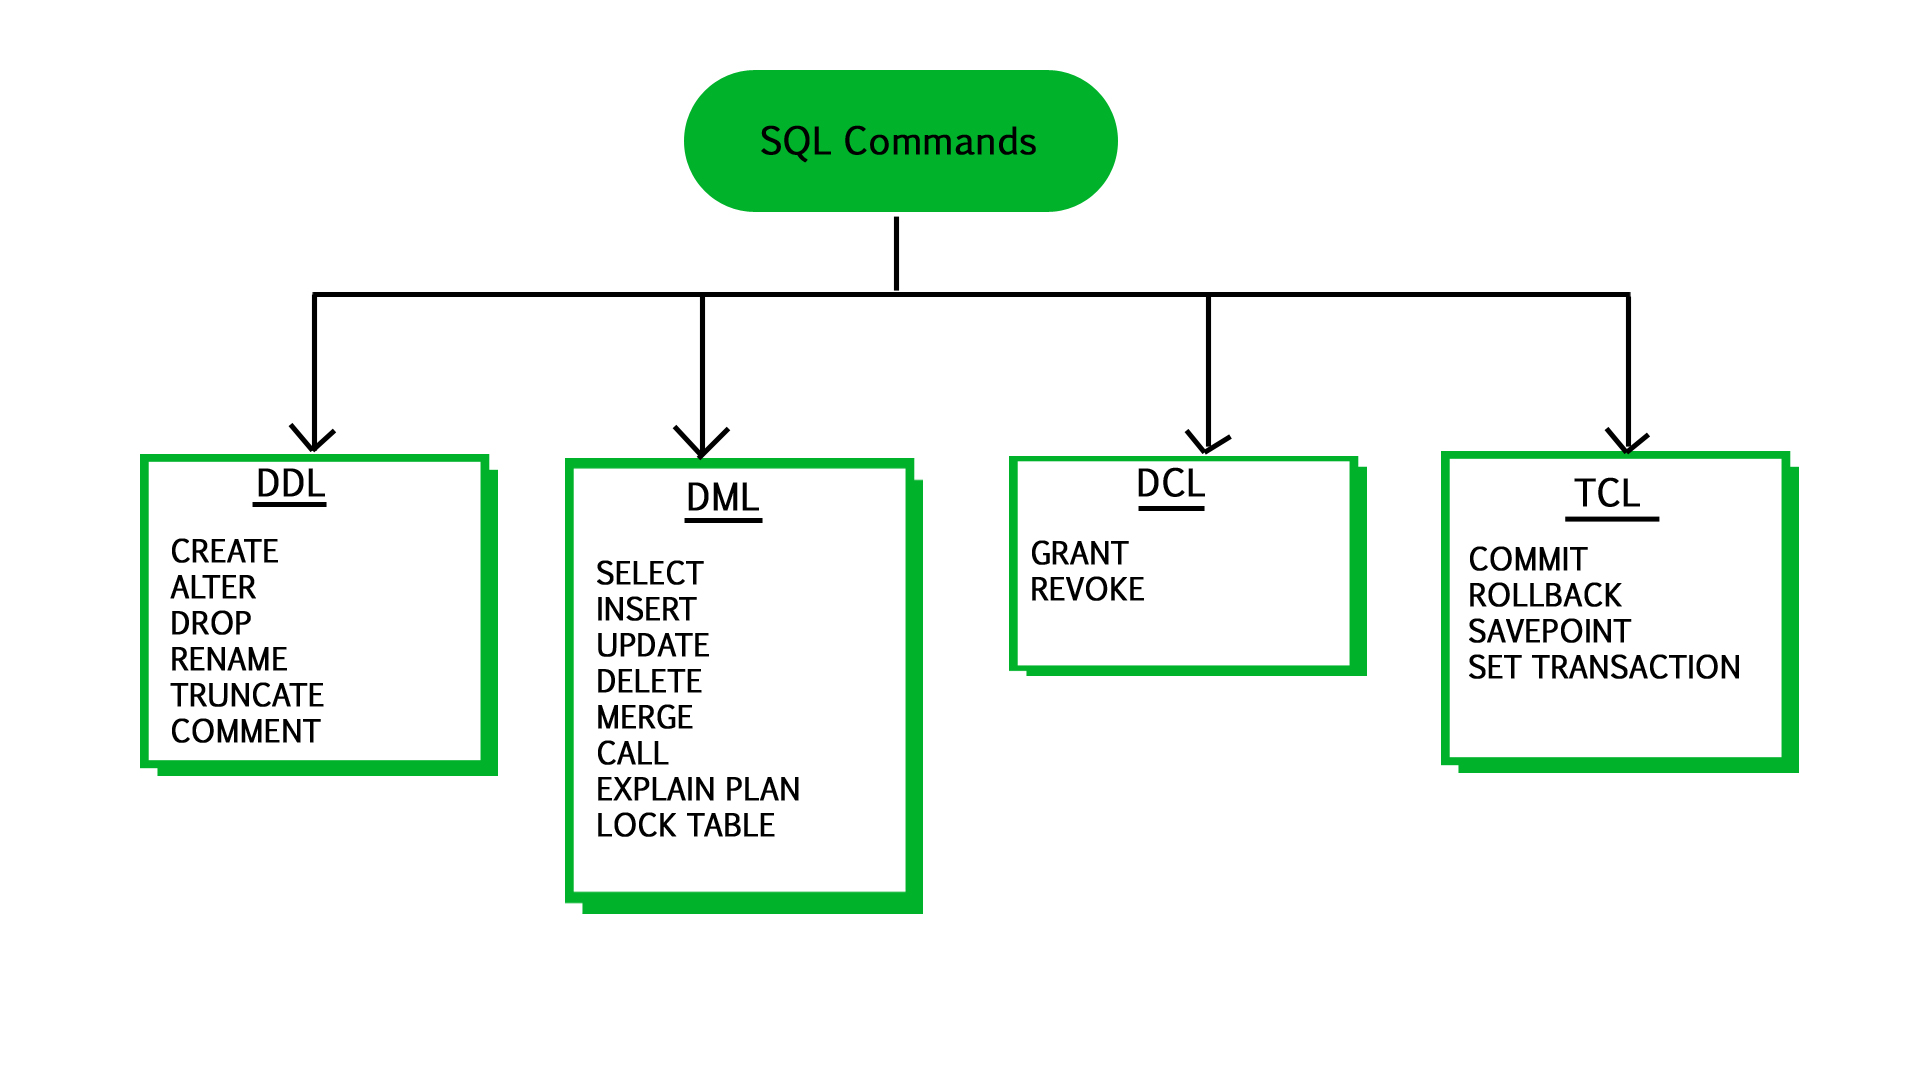 SQL Commands
DDL
CREATE
ALTER
DROP
RENAME
TRUNCATE
COMMENT
DML
SELECT
INSERT
UPDATE
DELETE
MERGE
CALL
EXPLAIN PLAN
LOCK TABLE
DCL
GRANT
REVOKE
TCL
COMMIT
ROLLBACK
SAVEPOINT
SET TRANSACTION